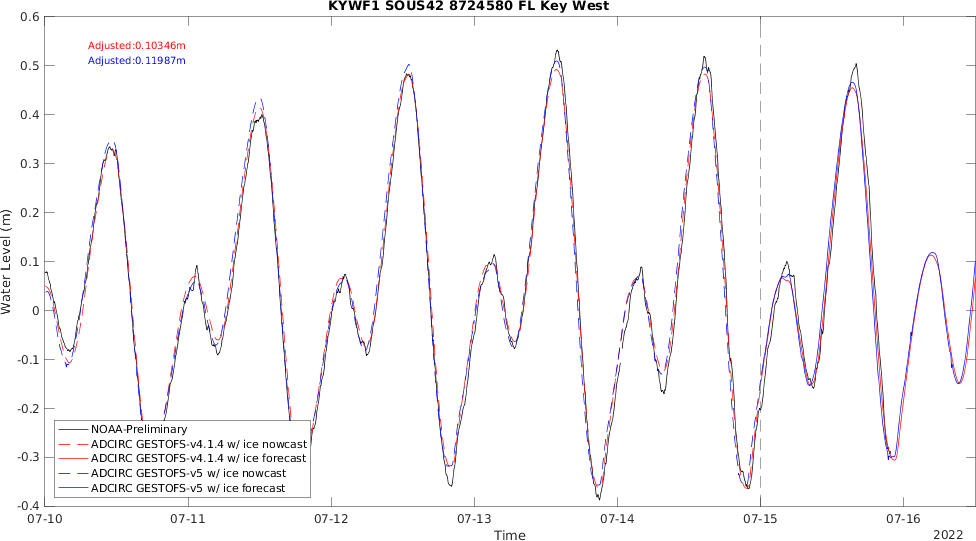 KYWF1 SOUS42 8724580 FL Key West
Adjusted:0.10346m
Adjusted:0.11987m
0.6
0.5
0.4
0.3
0.2
0.1
0
-0.1
-0.2
-0.3
-0.4
Water Level (m)
NOAA-Preliminary
ADCIRC GESTOFS-v4.1.4 w/ ice nowcast
ADCIRC GESTOFS-v4.1.4 w/ ice forecast
ADCIRC GESTOFS-v5 w/ ice nowcast
ADCIRC GESTOFS-v5 w/ ice forecast
07-10 07-11 07-12 07-13 07-14 07-15 07-16
Time
2022